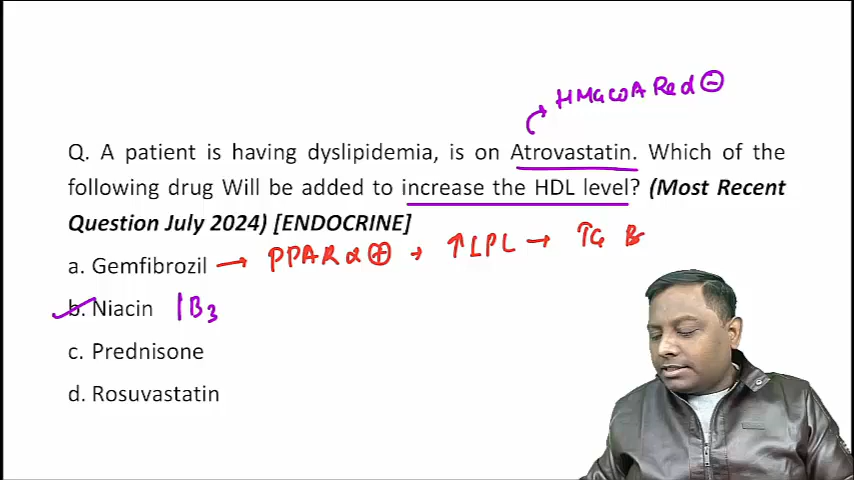 HMGCOA Red ⊖
Q. A patient is having dyslipidemia, is on Atrovastatin. Which of the
following drug Will be added to increase the HDL level? (Most Recent
Question July 2024) [ENDOCRINE]
a. Gemfibrozil → PPAR α ⊕ → ↑LPL → TG
b. Niacin | B3
c. Prednisone
d. Rosuvastatin